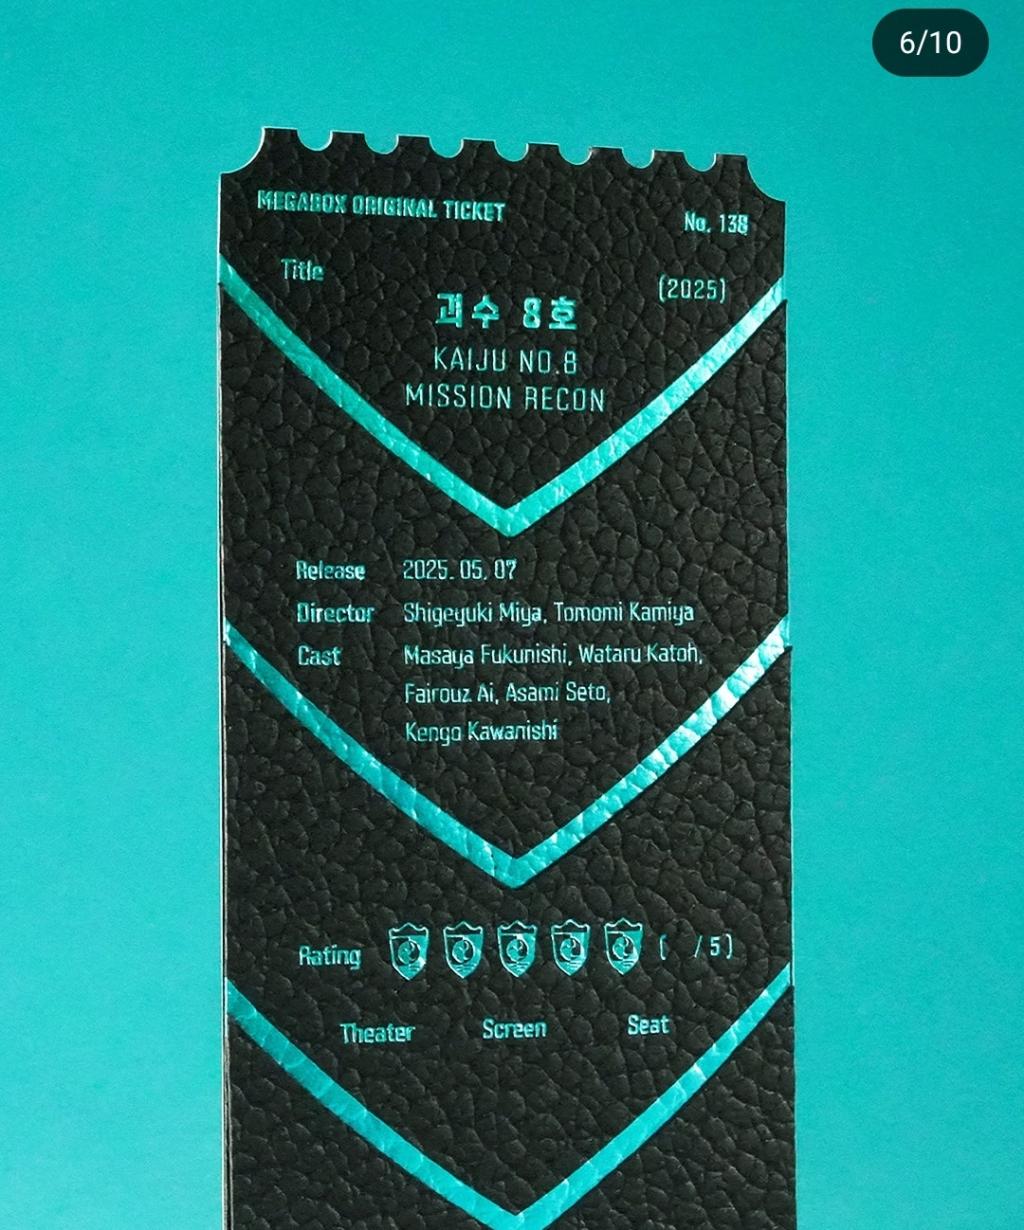 6/10
MEGABOX ORIGINAL TICKET
No. 138
Title
(2025)
괴수 8호
KAIJU NO.8
MISSION RECON
Release 2025. 05. 07
Director Shigeyuki Miya, Tomomi Kamiya
Cast Masaya Fukunishi, Wataru Katoh,
Fairouz Ai, Asami Seto,
Kengo Kawanishi
Rating ( / 5)
Theater Screen Seat